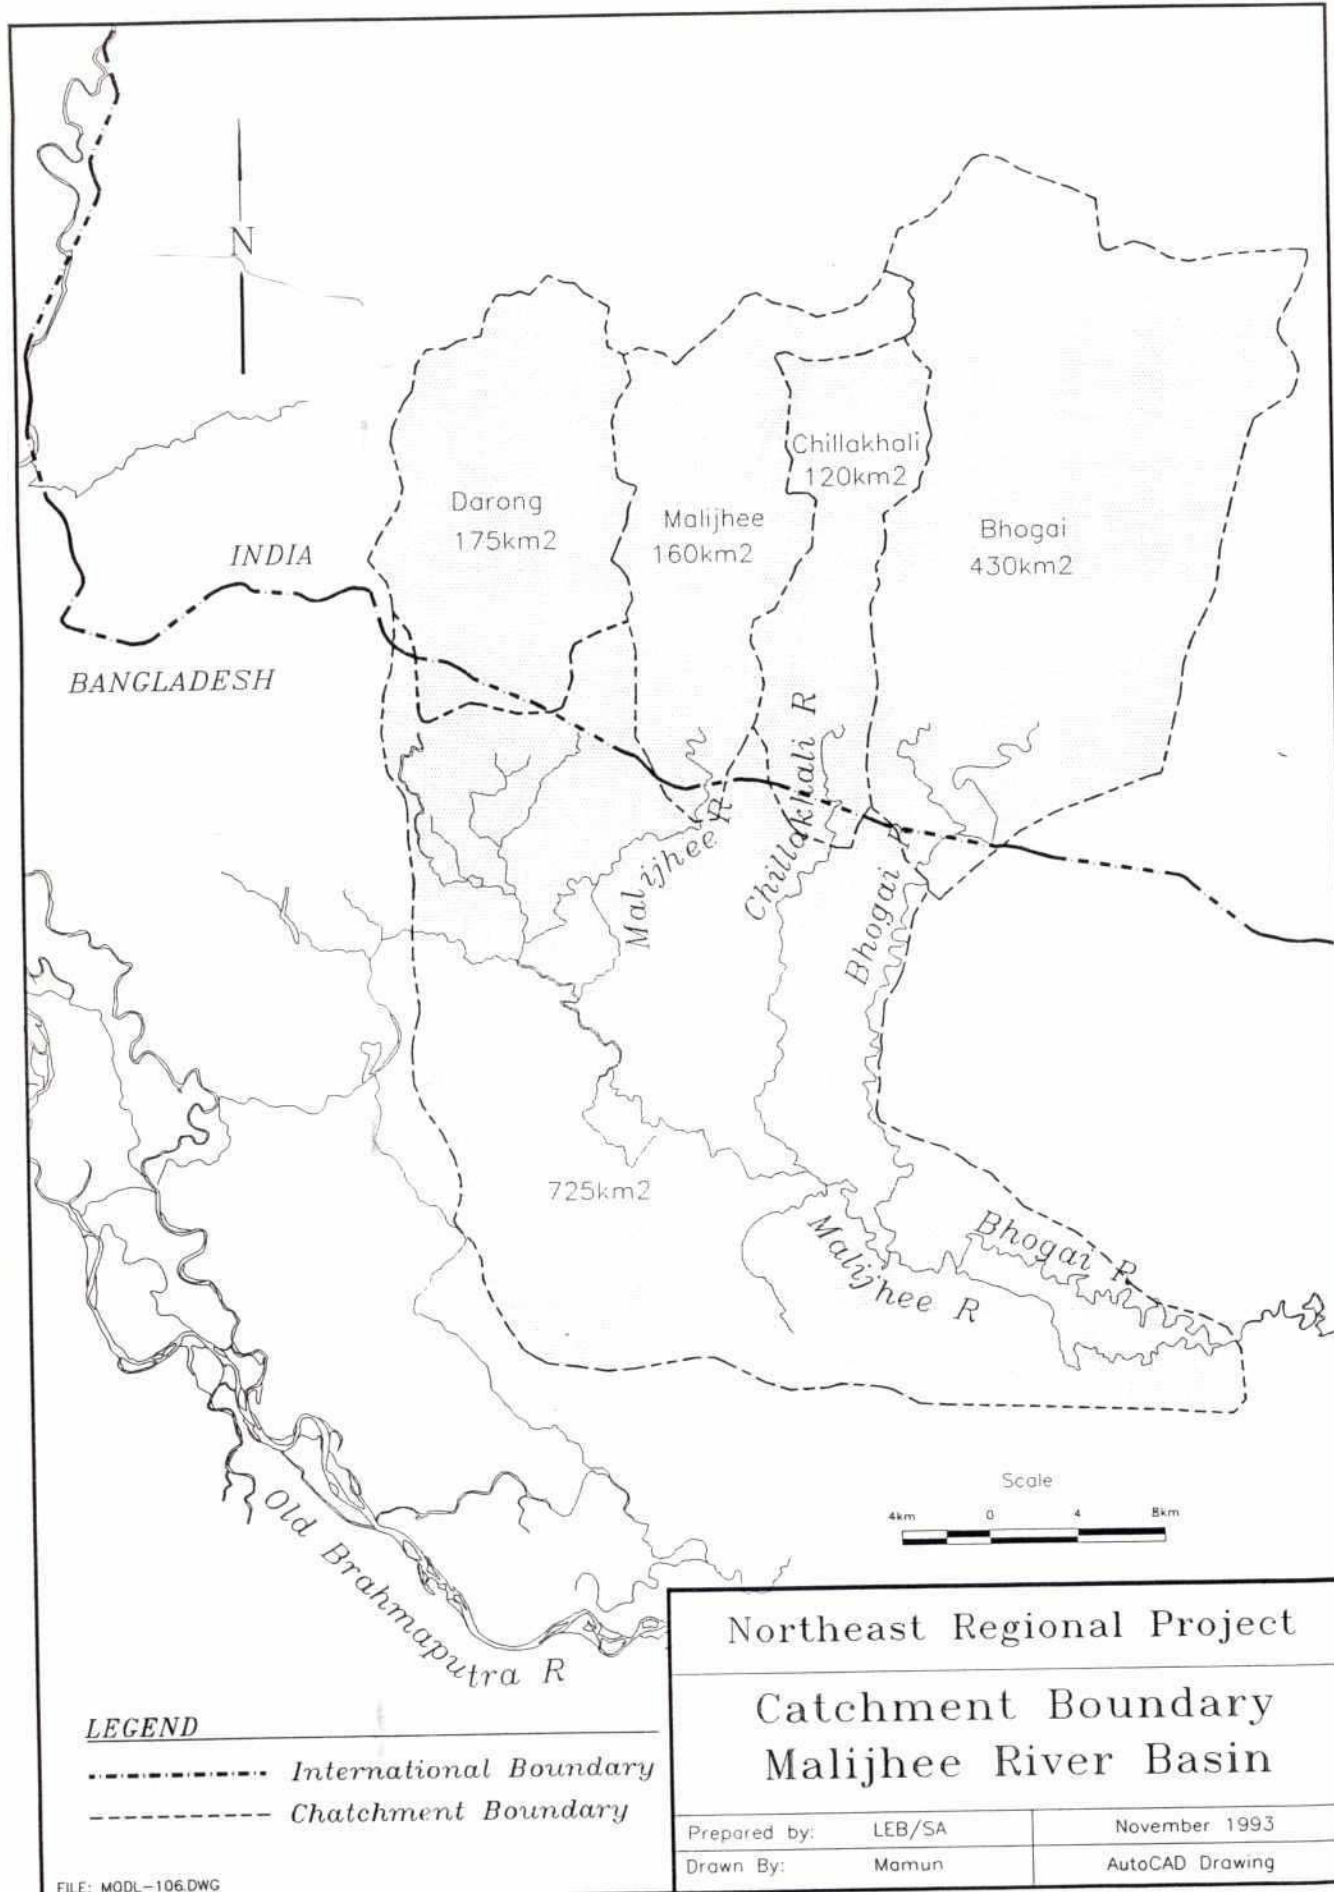 N
Chillakhali
120km2
Darong
175km2
Malijhee
160km2
Bhogai
430km2
INDIA
BANGLADESH
Malijhee R
Chillakhali R
Bhogai R
725km2
Malijhee R
Bhogai R
Old Brahmaputra R
Scale
4km 0 4 8km
Northeast Regional Project
Catchment Boundary
Malijhee River Basin
Prepared by: LEB/SA November 1993
Drawn By: Mamun AutoCAD Drawing
LEGEND
International Boundary
Chatchment Boundary
FILE: MODL-106.DWG